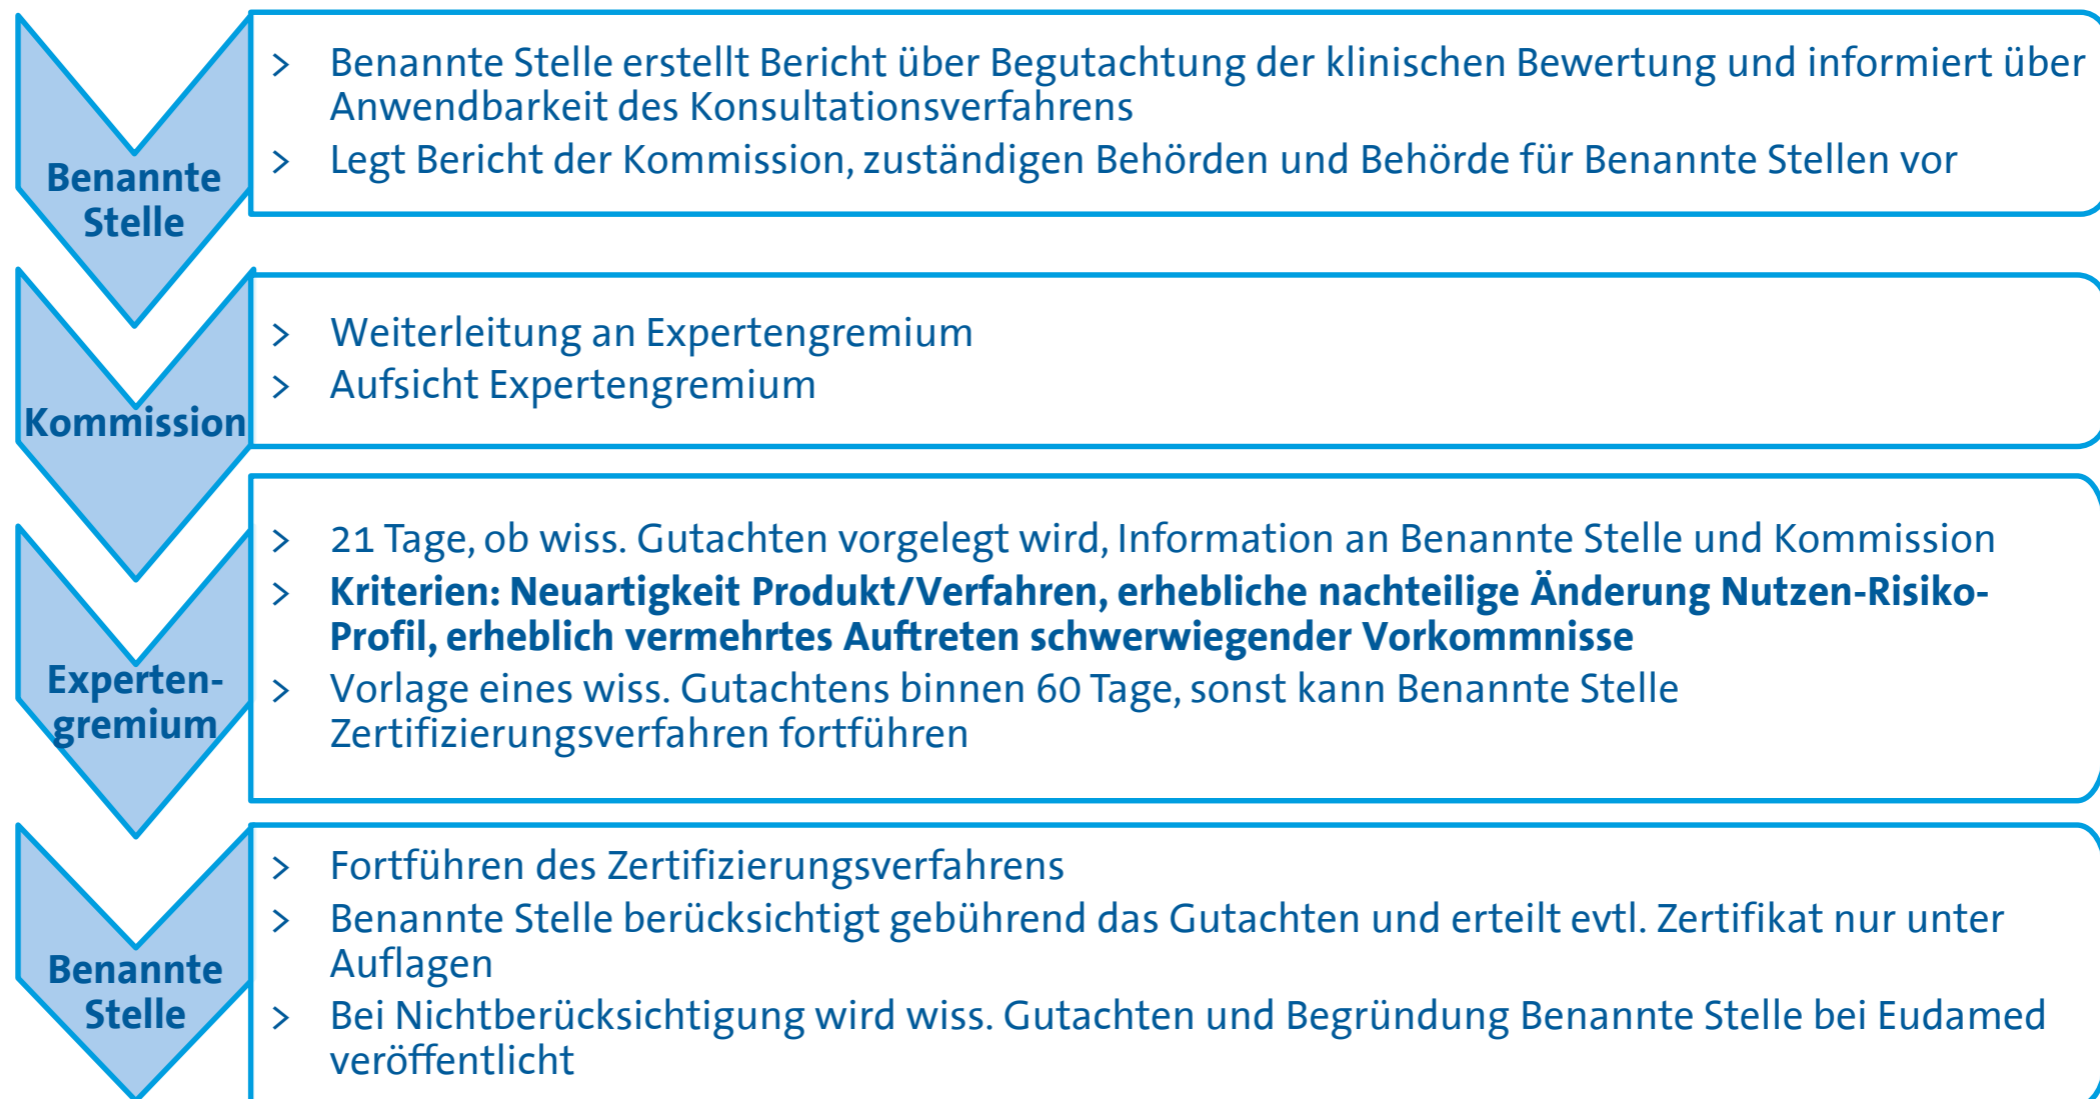 Benannte
Stelle
> Benannte Stelle erstellt Bericht über Begutachtung der klinischen Bewertung und informiert über
Anwendbarkeit des Konsultationsverfahrens
> Legt Bericht der Kommission, zuständigen Behörden und Behörde für Benannte Stellen vor
Kommission
> Weiterleitung an Expertengremium
> Aufsicht Expertengremium
Experten-
gremium
> 21 Tage, ob wiss. Gutachten vorgelegt wird, Information an Benannte Stelle und Kommission
> Kriterien: Neuartigkeit Produkt/Verfahren, erhebliche nachteilige Änderung Nutzen-Risiko-
Profil, erheblich vermehrtes Auftreten schwerwiegender Vorkommnisse
> Vorlage eines wiss. Gutachtens binnen 60 Tage, sonst kann Benannte Stelle
Zertifizierungsverfahren fortführen
Benannte
Stelle
> Fortführen des Zertifizierungsverfahrens
> Benannte Stelle berücksichtigt gebührend das Gutachten und erteilt evtl. Zertifikat nur unter
Auflagen
> Bei Nichtberücksichtigung wird wiss. Gutachten und Begründung Benannte Stelle bei Eudamed
veröffentlicht